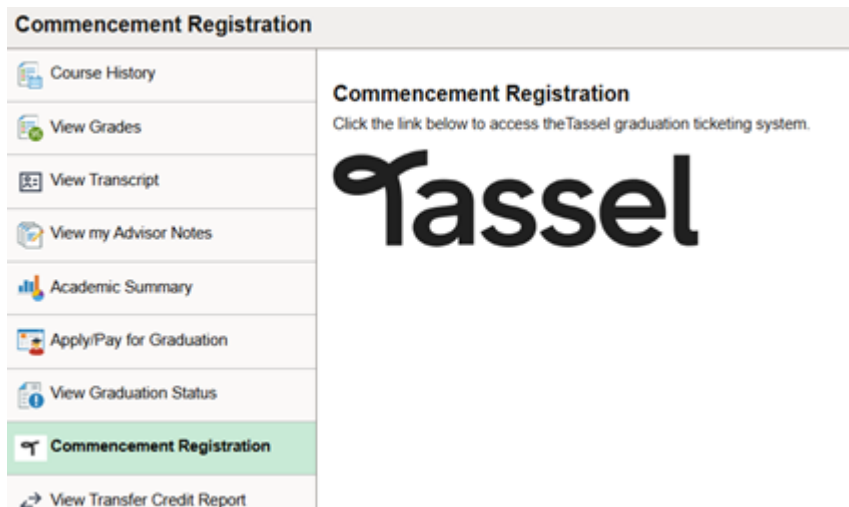 Commencement Registration
Course History
View Grades
View Transcript
View my Advisor Notes
Academic Summary
Apply/Pay for Graduation
View Graduation Status
Commencement Registration
View Transfer Credit Report
Commencement Registration
Click the link below to access theTassel graduation ticketing system.
Tassel